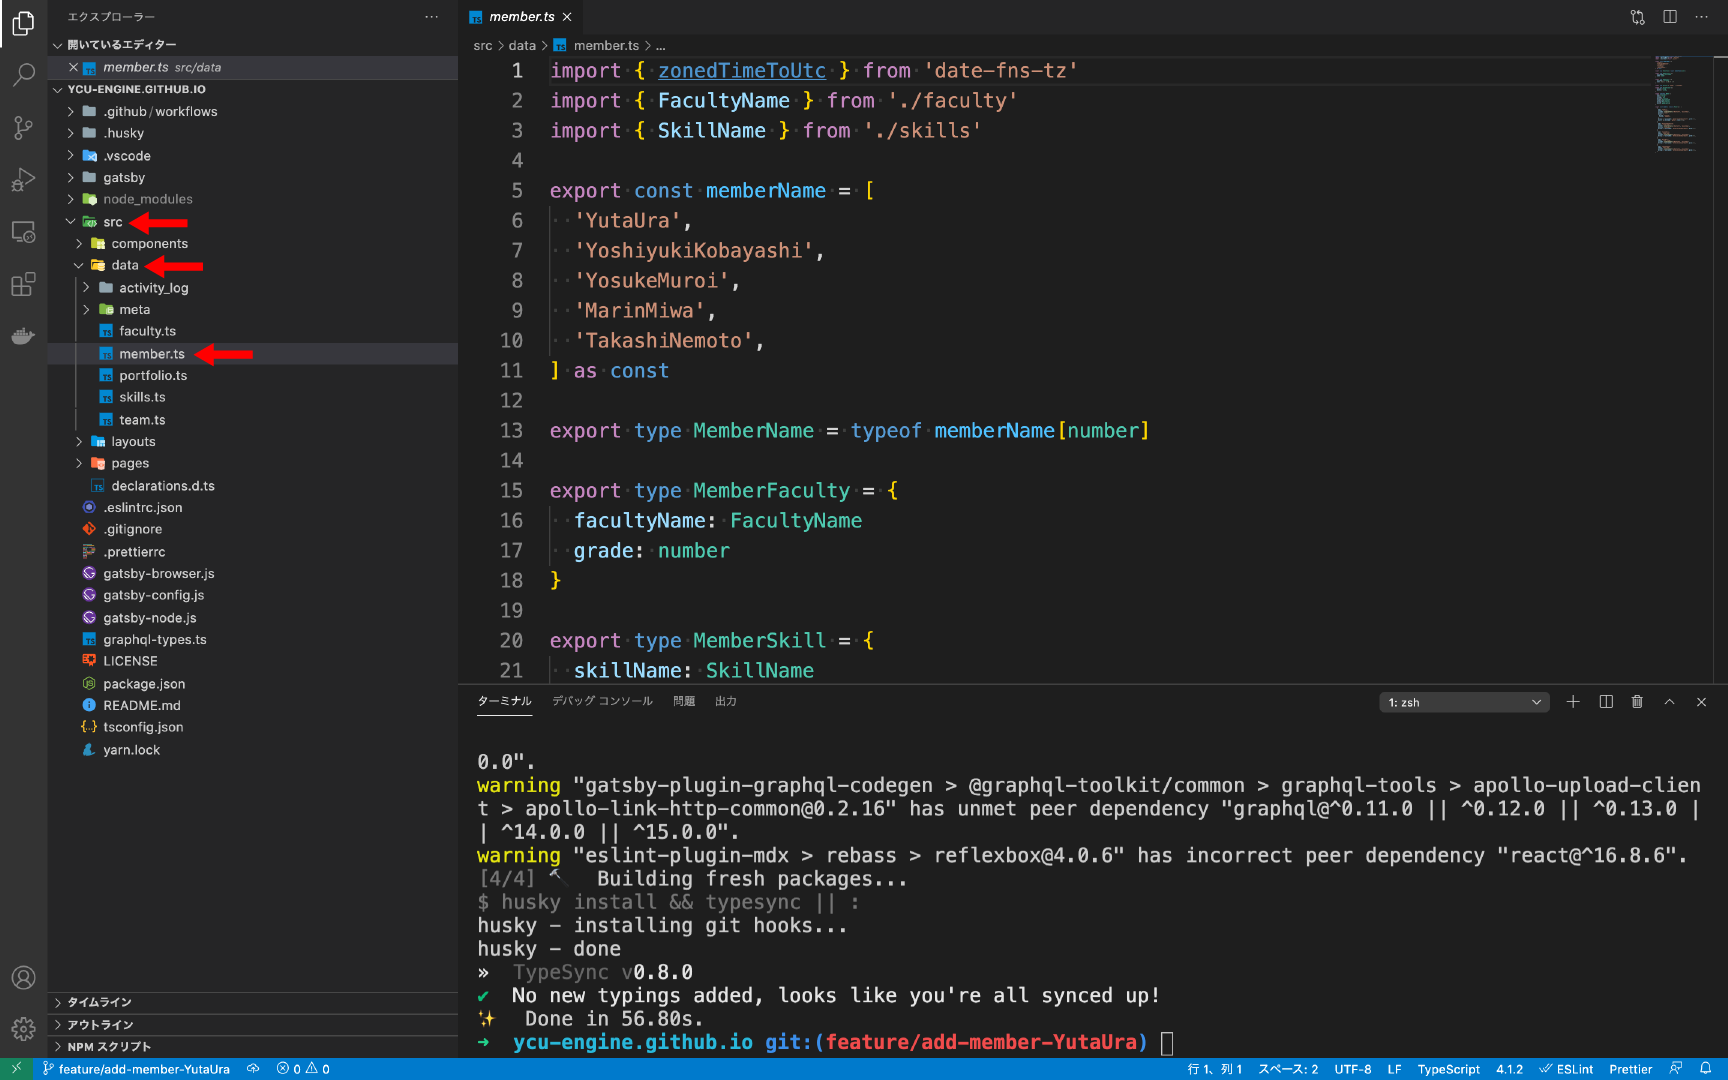 エクスプローラー
開いているエディター
member.ts src/data
YCU-ENGINE.GITHUB.IO
.github/workflows
.husky
.vscode
gatsby
node_modules
src
components
data
activity_log
meta
faculty.ts
member.ts
portfolio.ts
skills.ts
team.ts
layouts
pages
declarations.d.ts
.eslintrc.json
.gitignore
.prettierrc
gatsby-browser.js
gatsby-config.js
gatsby-node.js
graphql-types.ts
LICENSE
package.json
README.md
tsconfig.json
yarn.lock
タイムライン
アウトライン
NPM スクリプト
member.ts
src > data > member.ts > ...
1 import { zonedTimeToUtc } from 'date-fns-tz'
2 import { FacultyName } from './faculty'
3 import { SkillName } from './skills'
4
5 export const memberName = [
6 'YutaUra',
7 'YoshiyukiKobayashi',
8 'YosukeMuroi',
9 'MarinMiwa',
10 'TakashiNemoto',
11 ] as const
12
13 export type MemberName = typeof memberName[number]
14
15 export type MemberFaculty = {
16 facultyName: FacultyName
17 grade: number
18 }
19
20 export type MemberSkill = {
21 skillName: SkillName
ターミナル デバッグ コンソール 問題 出力 1: zsh
0.0".
warning "gatsby-plugin-graphql-codegen > @graphql-toolkit/common > graphql-tools > apollo-upload-clien
t > apollo-link-http-common@0.2.16" has unmet peer dependency "graphql@^0.11.0 || ^0.12.0 || ^0.13.0 |
| ^14.0.0 || ^15.0.0".
warning "eslint-plugin-mdx > rebass > reflexbox@4.0.6" has incorrect peer dependency "react@^16.8.6".
[4/4] 🔨 Building fresh packages...
$ husky install && typesync || :
husky - installing git hooks...
husky - done
» TypeSync v0.8.0
✔ No new typings added, looks like you're all synced up!
✨ Done in 56.80s.
➜ ycu-engine.github.io git:(feature/add-member-YutaUra)
feature/add-member-YutaUra 0 0 行 1、列 1 スペース: 2 UTF-8 LF TypeScript 4.1.2 ESLint Prettier